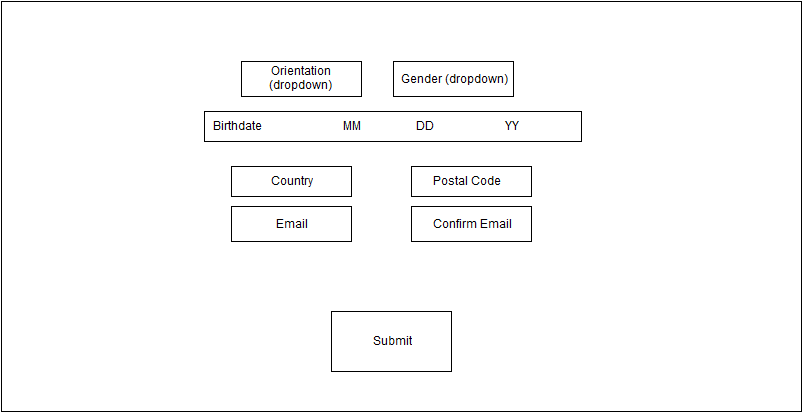 Orientation
(dropdown)
Gender (dropdown)
Birthdate MM DD YY
Country
Postal Code
Email
Confirm Email
Submit